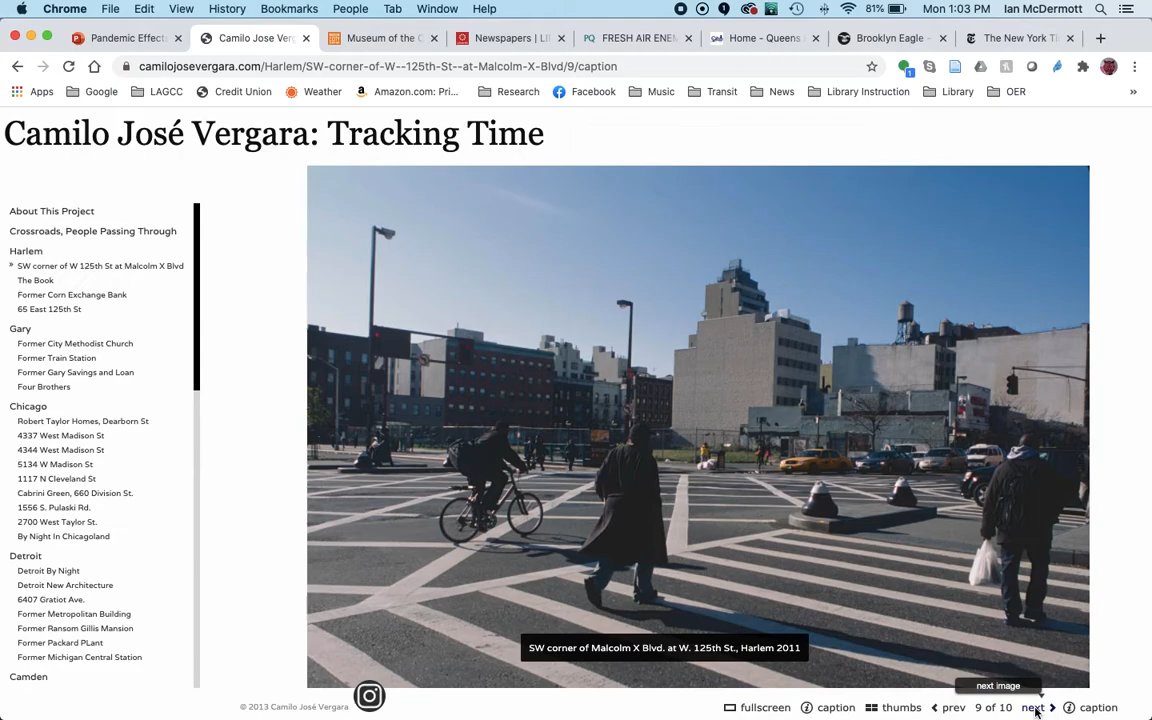 Chrome File Edit View History Bookmarks People Tab Window Help 81% Mon 1:03 PM Ian McDermott
Pandemic Effects Camilo Jose Verg Museum of the C Newspapers | LI FRESH AIR ENE PQ Home - Queens Brooklyn Eagle - The New York Ti
camilojosevergara.com/Harlem/SW-corner-of-W--125th-St--at-Malcolm-X-Blvd/9/caption
Apps Google LAGCC Credit Union Weather Amazon.com: Pri... Research Facebook Music Transit News Library Instruction Library OER »
Camilo José Vergara: Tracking Time
About This Project
Crossroads, People Passing Through
Harlem
» SW corner of W 125th St at Malcolm X Blvd
The Book
Former Corn Exchange Bank
65 East 125th St
Gary
Former City Methodist Church
Former Train Station
Former Gary Savings and Loan
Four Brothers
Chicago
Robert Taylor Homes, Dearborn St
4337 West Madison St
4344 West Madison St
5134 W Madison St
1117 N Cleveland St
Cabrini Green, 660 Division St.
1556 S. Pulaski Rd.
2700 West Taylor St.
By Night In Chicagoland
Detroit
Detroit By Night
Detroit New Architecture
6407 Gratiot Ave.
Former Metropolitan Building
Former Ransom Gillis Mansion
Former Packard PLant
Former Michigan Central Station
Camden
SW corner of Malcolm X Blvd. at W. 125th St., Harlem 2011
next image
© 2013 Camilo José Vergara
fullscreen caption thumbs prev 9 of 10 next caption